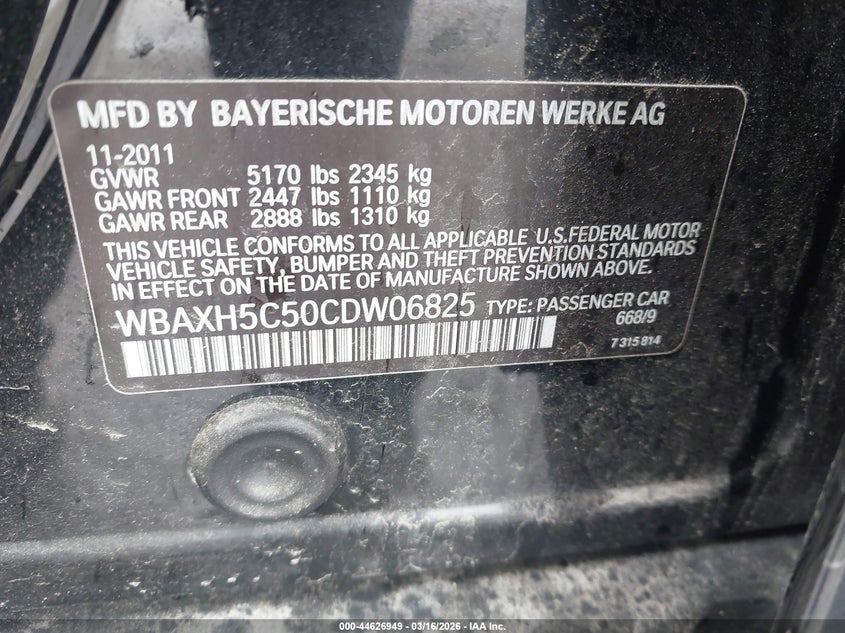 MFD BY BAYERISCHE MOTOREN WERKE AG
11-2011
GVWR 5170 lbs 2345 kg
GAWR FRONT 2447 lbs 1110 kg
GAWR REAR 2888 lbs 1310 kg
THIS VEHICLE CONFORMS TO ALL APPLICABLE U.S.FEDERAL MOTOR
VEHICLE SAFETY, BUMPER AND THEFT PREVENTION STANDARDS
IN EFFECT ON THE DATE OF MANUFACTURE SHOWN ABOVE.
WBAXH5C50CDW06825 TYPE: PASSENGER CAR
668/9
7 315 814
000-44626949 - 03/16/2026 - IAA Inc.